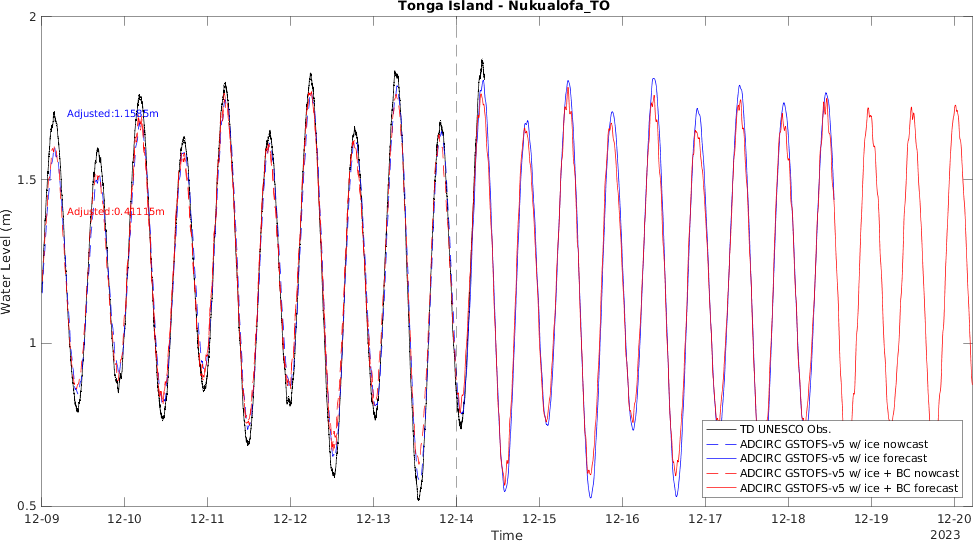 Tonga Island - Nukualofa_TO
2
1.5
1
0.5
Water Level (m)
Adjusted:1.1585m
Adjusted:0.41115m
TD UNESCO Obs.
ADCIRC GSTOFS-v5 w/ ice nowcast
ADCIRC GSTOFS-v5 w/ ice forecast
ADCIRC GSTOFS-v5 w/ ice + BC nowcast
ADCIRC GSTOFS-v5 w/ ice + BC forecast
12-09 12-10 12-11 12-12 12-13 12-14 12-15 12-16 12-17 12-18 12-19 12-20
Time
2023